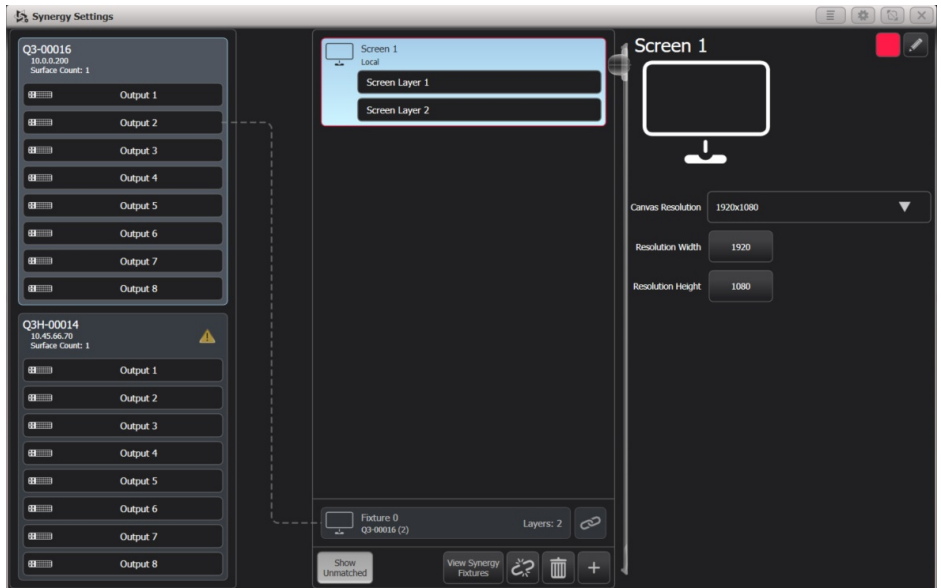 Synergy Settings
Q3-00016
10.0.0.200
Surface Count: 1
Output 1
Output 2
Output 3
Output 4
Output 5
Output 6
Output 7
Output 8
Q3H-00014
10.45.66.70
Surface Count: 1
Output 1
Output 2
Output 3
Output 4
Output 5
Output 6
Output 7
Output 8
Screen 1
Local
Screen Layer 1
Screen Layer 2
Fixture 0
Q3-00016 (2)
Layers: 2
Show
Unmatched
View Synergy
Fixtures
Screen 1
Canvas Resolution
1920x1080
Resolution Width
1920
Resolution Height
1080